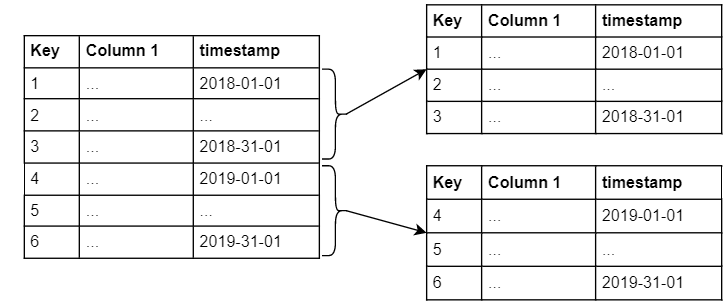 Key Column 1 timestamp
1 ... 2018-01-01
2 ... ...
3 ... 2018-31-01
4 ... 2019-01-01
5 ... ...
6 ... 2019-31-01
Key Column 1 timestamp
1 ... 2018-01-01
2 ... ...
3 ... 2018-31-01
Key Column 1 timestamp
4 ... 2019-01-01
5 ... ...
6 ... 2019-31-01